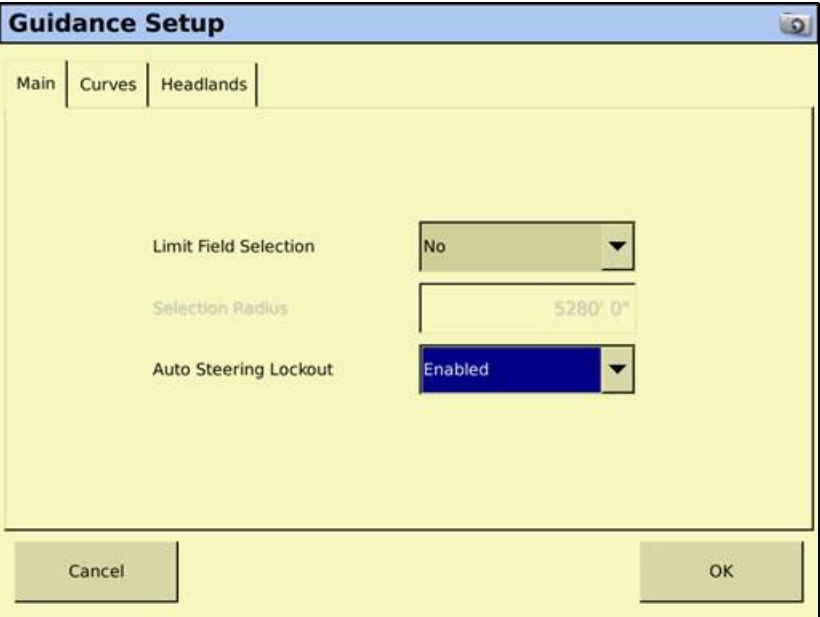 Guidance Setup
Main Curves Headlands
Limit Field Selection No
Selection Radius 5280' 0"
Auto Steering Lockout Enabled
Cancel OK